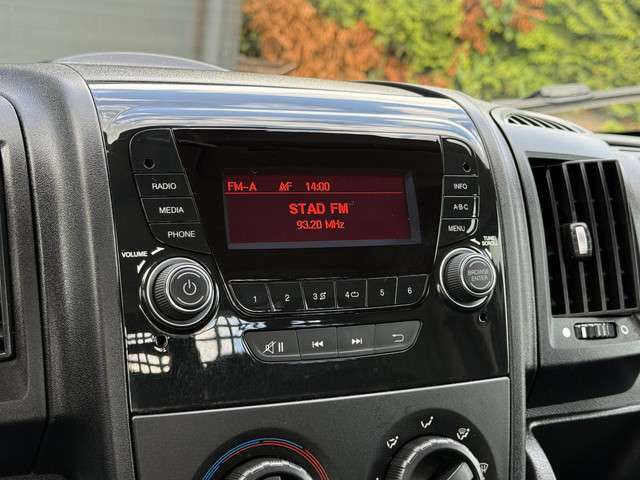 RADIO
MEDIA
PHONE
FM-A AF 14:00
STAD FM
93.20 MHz
INFO
A-B-C
MENU
VOLUME
TUNE
SCROLL
BROWSE
ENTER
1 2 3 4 5 6